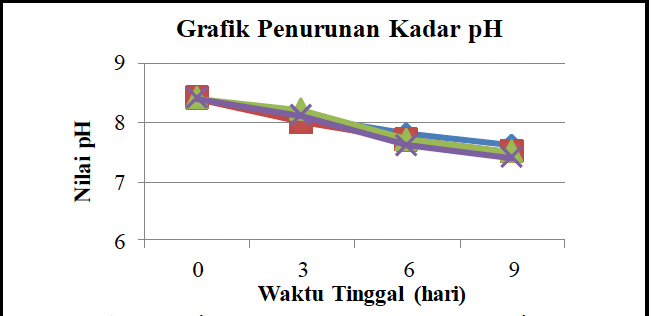 Grafik Penurunan Kadar pH
9
8
7
6
Nilai pH
0 3 6 9
Waktu Tinggal (hari)